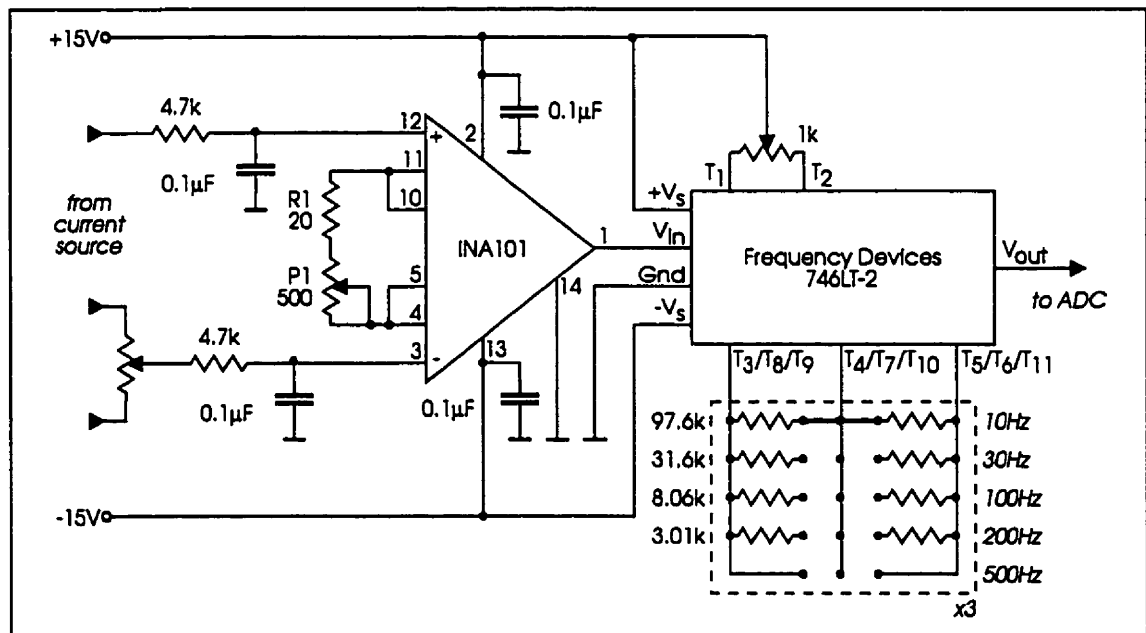 +15V
4.7k
0.1µF
12
+
2
0.1µF
1k
T1
T2
11
10
R1
20
from
current
source
P1
500
5
4
INA101
1
14
+Vs
Vin
Gnd
-Vs
Frequency Devices
746LT-2
Vout
to ADC
4.7k
3
-
13
0.1µF
0.1µF
T3/T8/T9
T4/T7/T10
T5/T6/T11
97.6k
10Hz
31.6k
30Hz
8.06k
100Hz
-15V
3.01k
200Hz
500Hz
x3